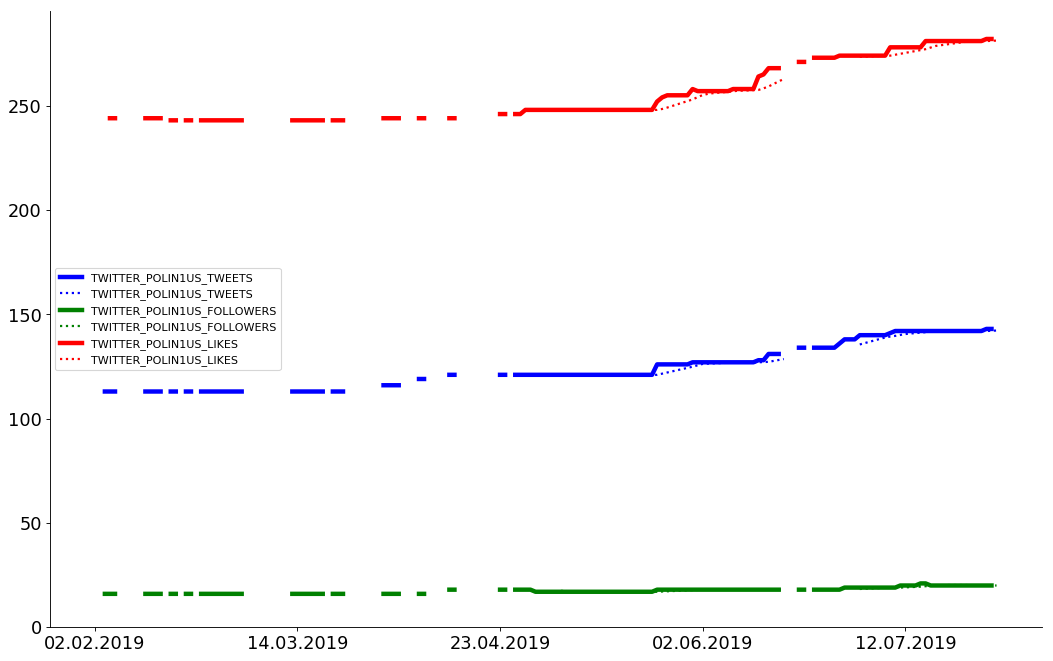 250
200
150
100
50
0
TWITTER_POLIN1US_TWEETS
TWITTER_POLIN1US_TWEETS
TWITTER_POLIN1US_FOLLOWERS
TWITTER_POLIN1US_FOLLOWERS
TWITTER_POLIN1US_LIKES
TWITTER_POLIN1US_LIKES
02.02.2019 14.03.2019 23.04.2019 02.06.2019 12.07.2019